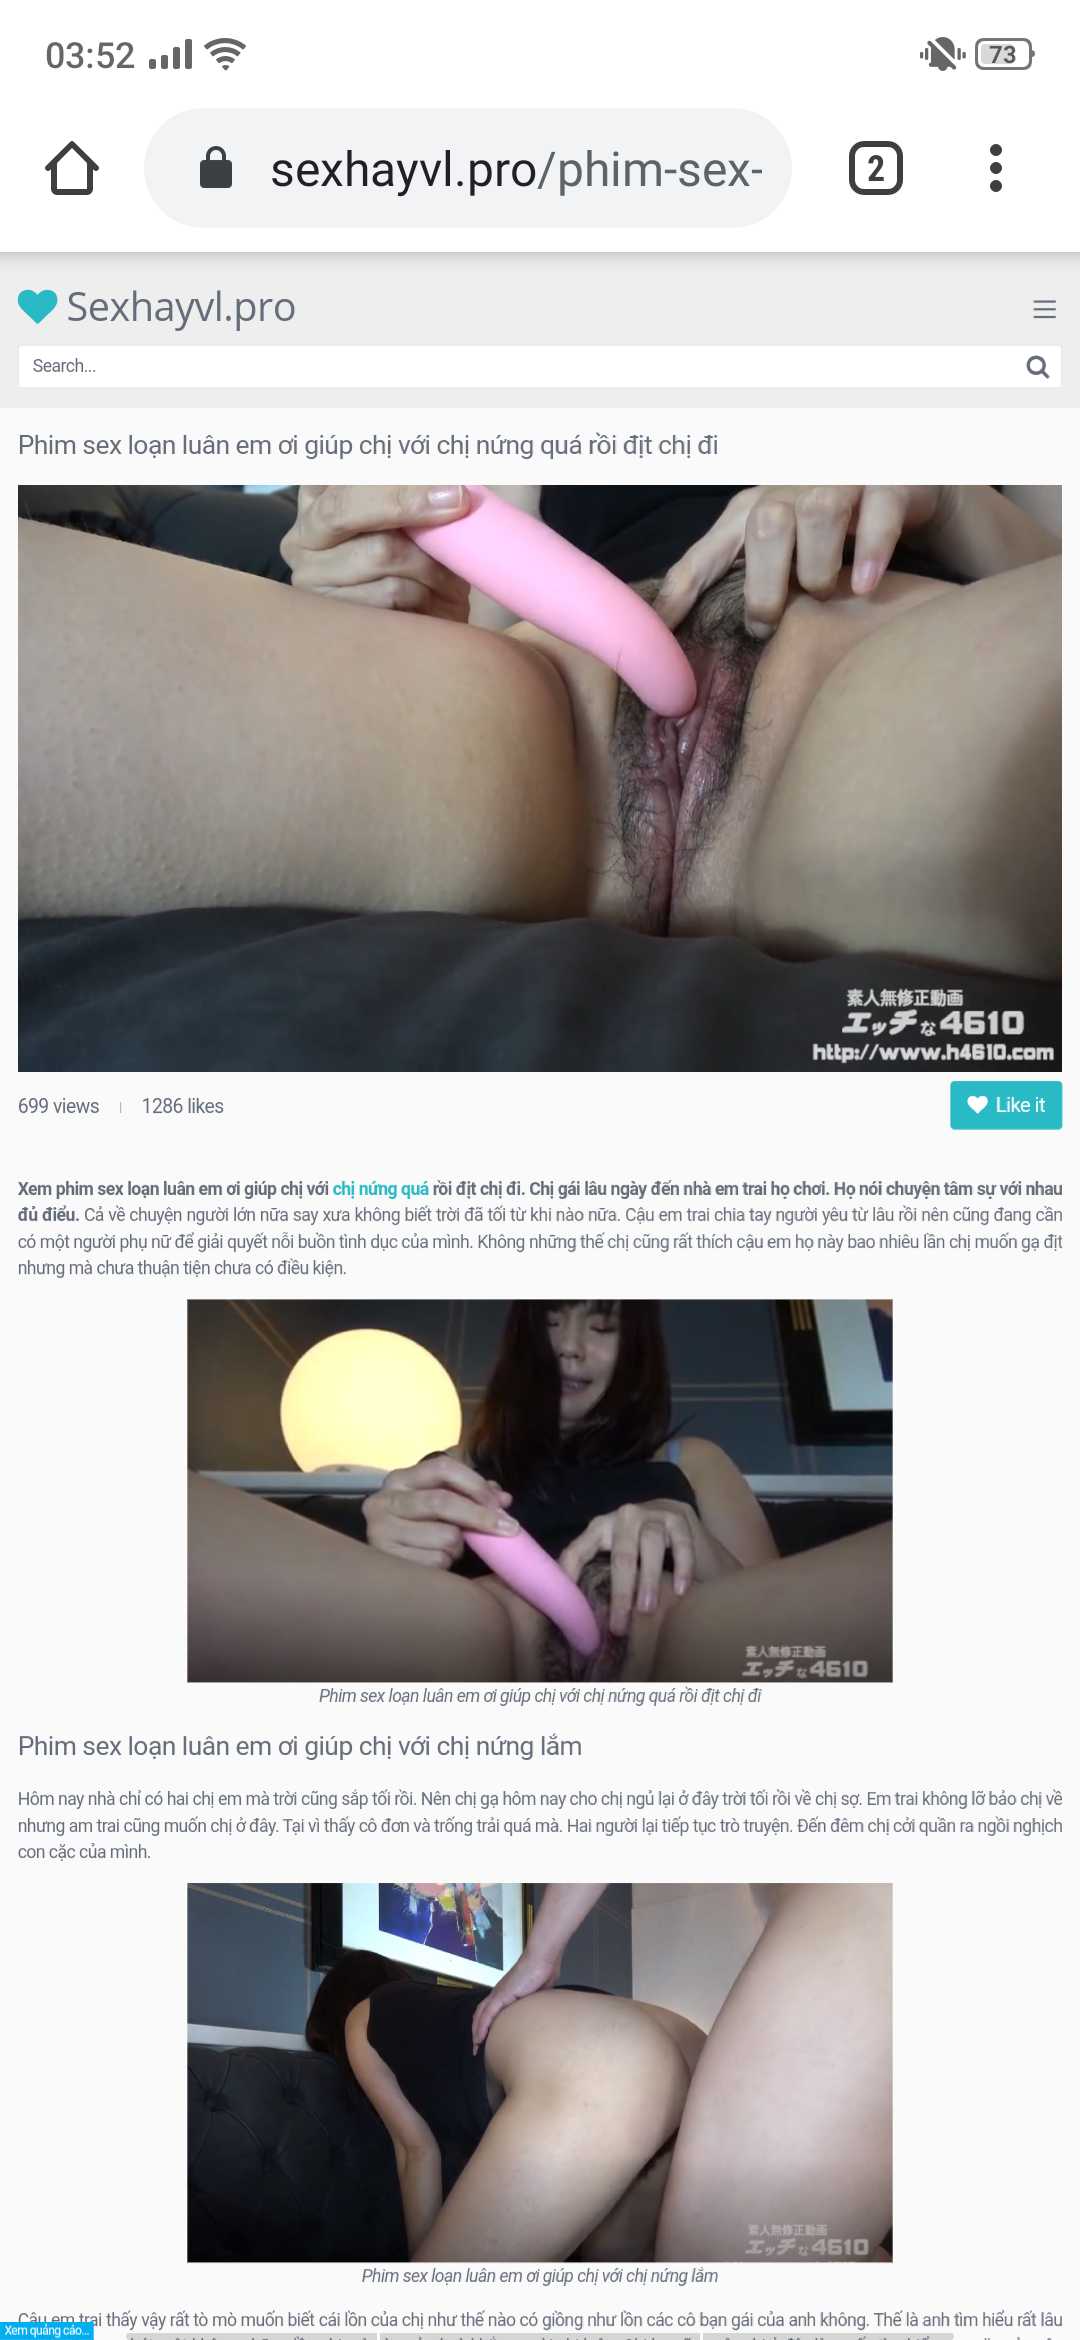 03:52
73
sexhayvl.pro/phim-sex-
2
Sexhayvl.pro
Search...
Phim sex loạn luân em ơi giúp chị với chị nứng quá rồi địt chị đi
素人無修正動画
エッチな4610
http://www.h4610.com
699 views
1286 likes
Like it
Xem phim sex loạn luân em ơi giúp chị với chị nứng quá rồi địt chị đi. Chị gái lâu ngày đến nhà em trai họ chơi. Họ nói chuyện tâm sự với nhau
đủ điểu. Cả về chuyện người lớn nữa say xưa không biết trời đã tối từ khi nào nữa. Cậu em trai chia tay người yêu từ lâu rồi nên cũng đang cần
có một người phụ nữ để giải quyết nỗi buồn tình dục của mình. Không những thế chị cũng rất thích cậu em họ này bao nhiêu lần chị muốn gạ địt
nhưng mà chưa thuận tiện chưa có điều kiện.
素人無修正動画
エッチな4610
Phim sex loạn luân em ơi giúp chị với chị nứng quá rồi địt chị đi
Phim sex loạn luân em ơi giúp chị với chị nứng lắm
Hôm nay nhà chỉ có hai chị em mà trời cũng sắp tối rồi. Nên chị gạ hôm nay cho chị ngủ lại ở đây trời tối rồi về chị sợ. Em trai không lỡ bảo chị về
nhưng am trai cũng muốn chị ở đây. Tại vì thấy cô đơn và trống trải quá mà. Hai người lại tiếp tục trò truyện. Đến đêm chị cởi quần ra ngồi nghịch
con cặc của mình.
素人無修正動画
エッチな4610
Phim sex loạn luân em ơi giúp chị với chị nứng lắm
Cậu em trai thấy vậy rất tò mò muốn biết cái lồn của chị như thế nào có giồng như lồn các cô bạn gái của anh không. Thế là anh tìm hiểu rất lâu
Xem quảng cáo...